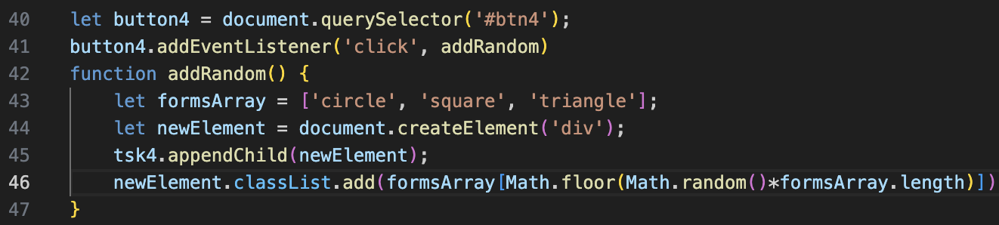 40 let button4 = document.querySelector('#btn4');
41 button4.addEventListener('click', addRandom)
42 function addRandom() {
43     let formsArray = ['circle', 'square', 'triangle'];
44     let newElement = document.createElement('div');
45     tsk4.appendChild(newElement);
46     newElement.classList.add(formsArray[Math.floor(Math.random()*formsArray.length)])
47 }